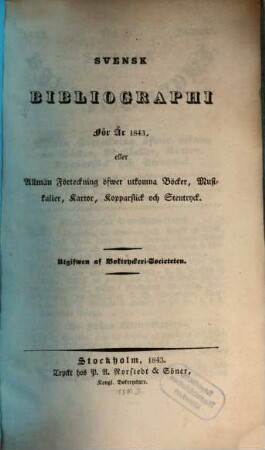 SVENSK
BIBLIOGRAPHI
För År 1843,
eller
Allmän Förteckning öfwer utkomna Böcker, Musi-
kalier, Kartor, Kopparstick och Stentryck.
Utgifwen af Boktryckeri-Societeten.
Stockholm, 1843.
Tryckt hos P. A. Norstedt & Söner,
Kongl. Boktryckare.